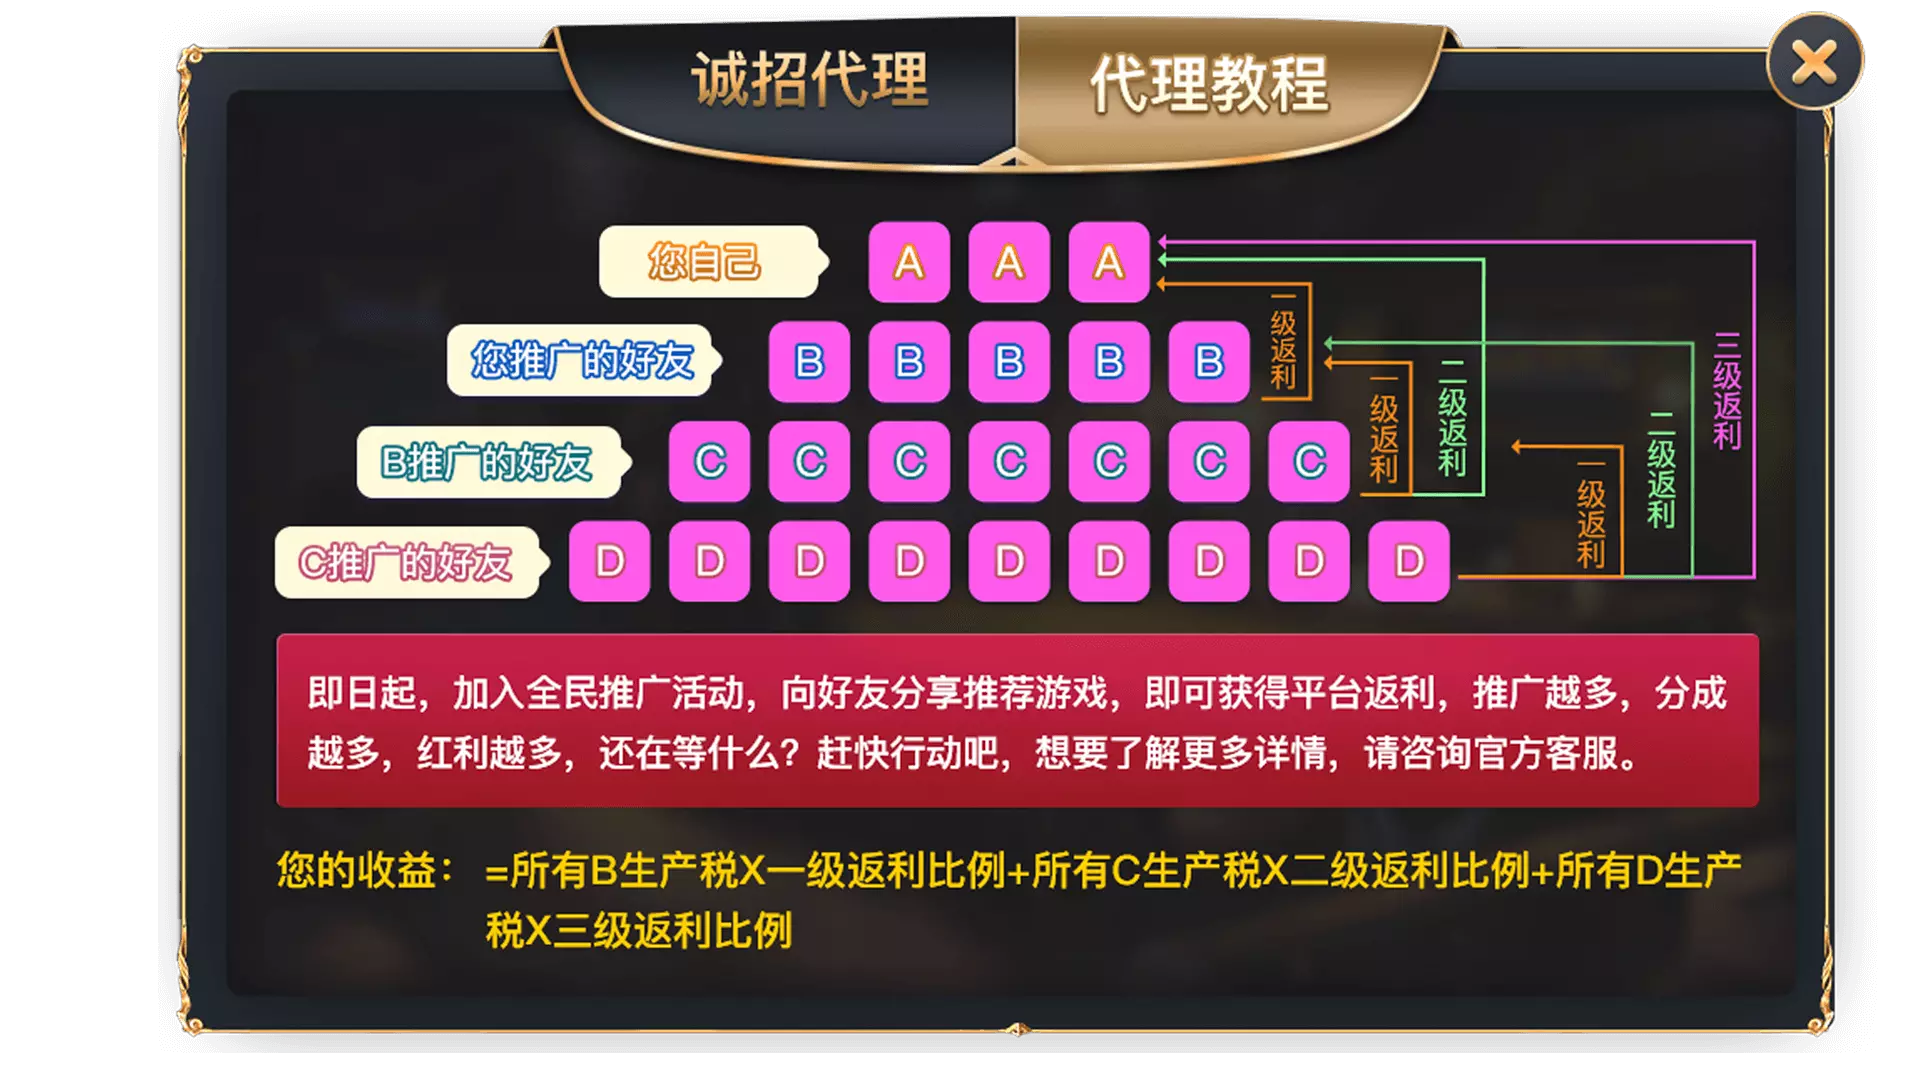 诚招代理
代理教程
您自己
A A A
您推广的好友
B B B B B
B推广的好友
C C C C C C C
C推广的好友
D D D D D D D D D
一级返利
一级返利
二级返利
一级返利
二级返利
三级返利
即日起，加入全民推广活动，向好友分享推荐游戏，即可获得平台返利，推广越多，分成
越多，红利越多，还在等什么？赶快行动吧，想要了解更多详情，请咨询官方客服。
您的收益： =所有B生产税X一级返利比例+所有C生产税X二级返利比例+所有D生产
税X三级返利比例